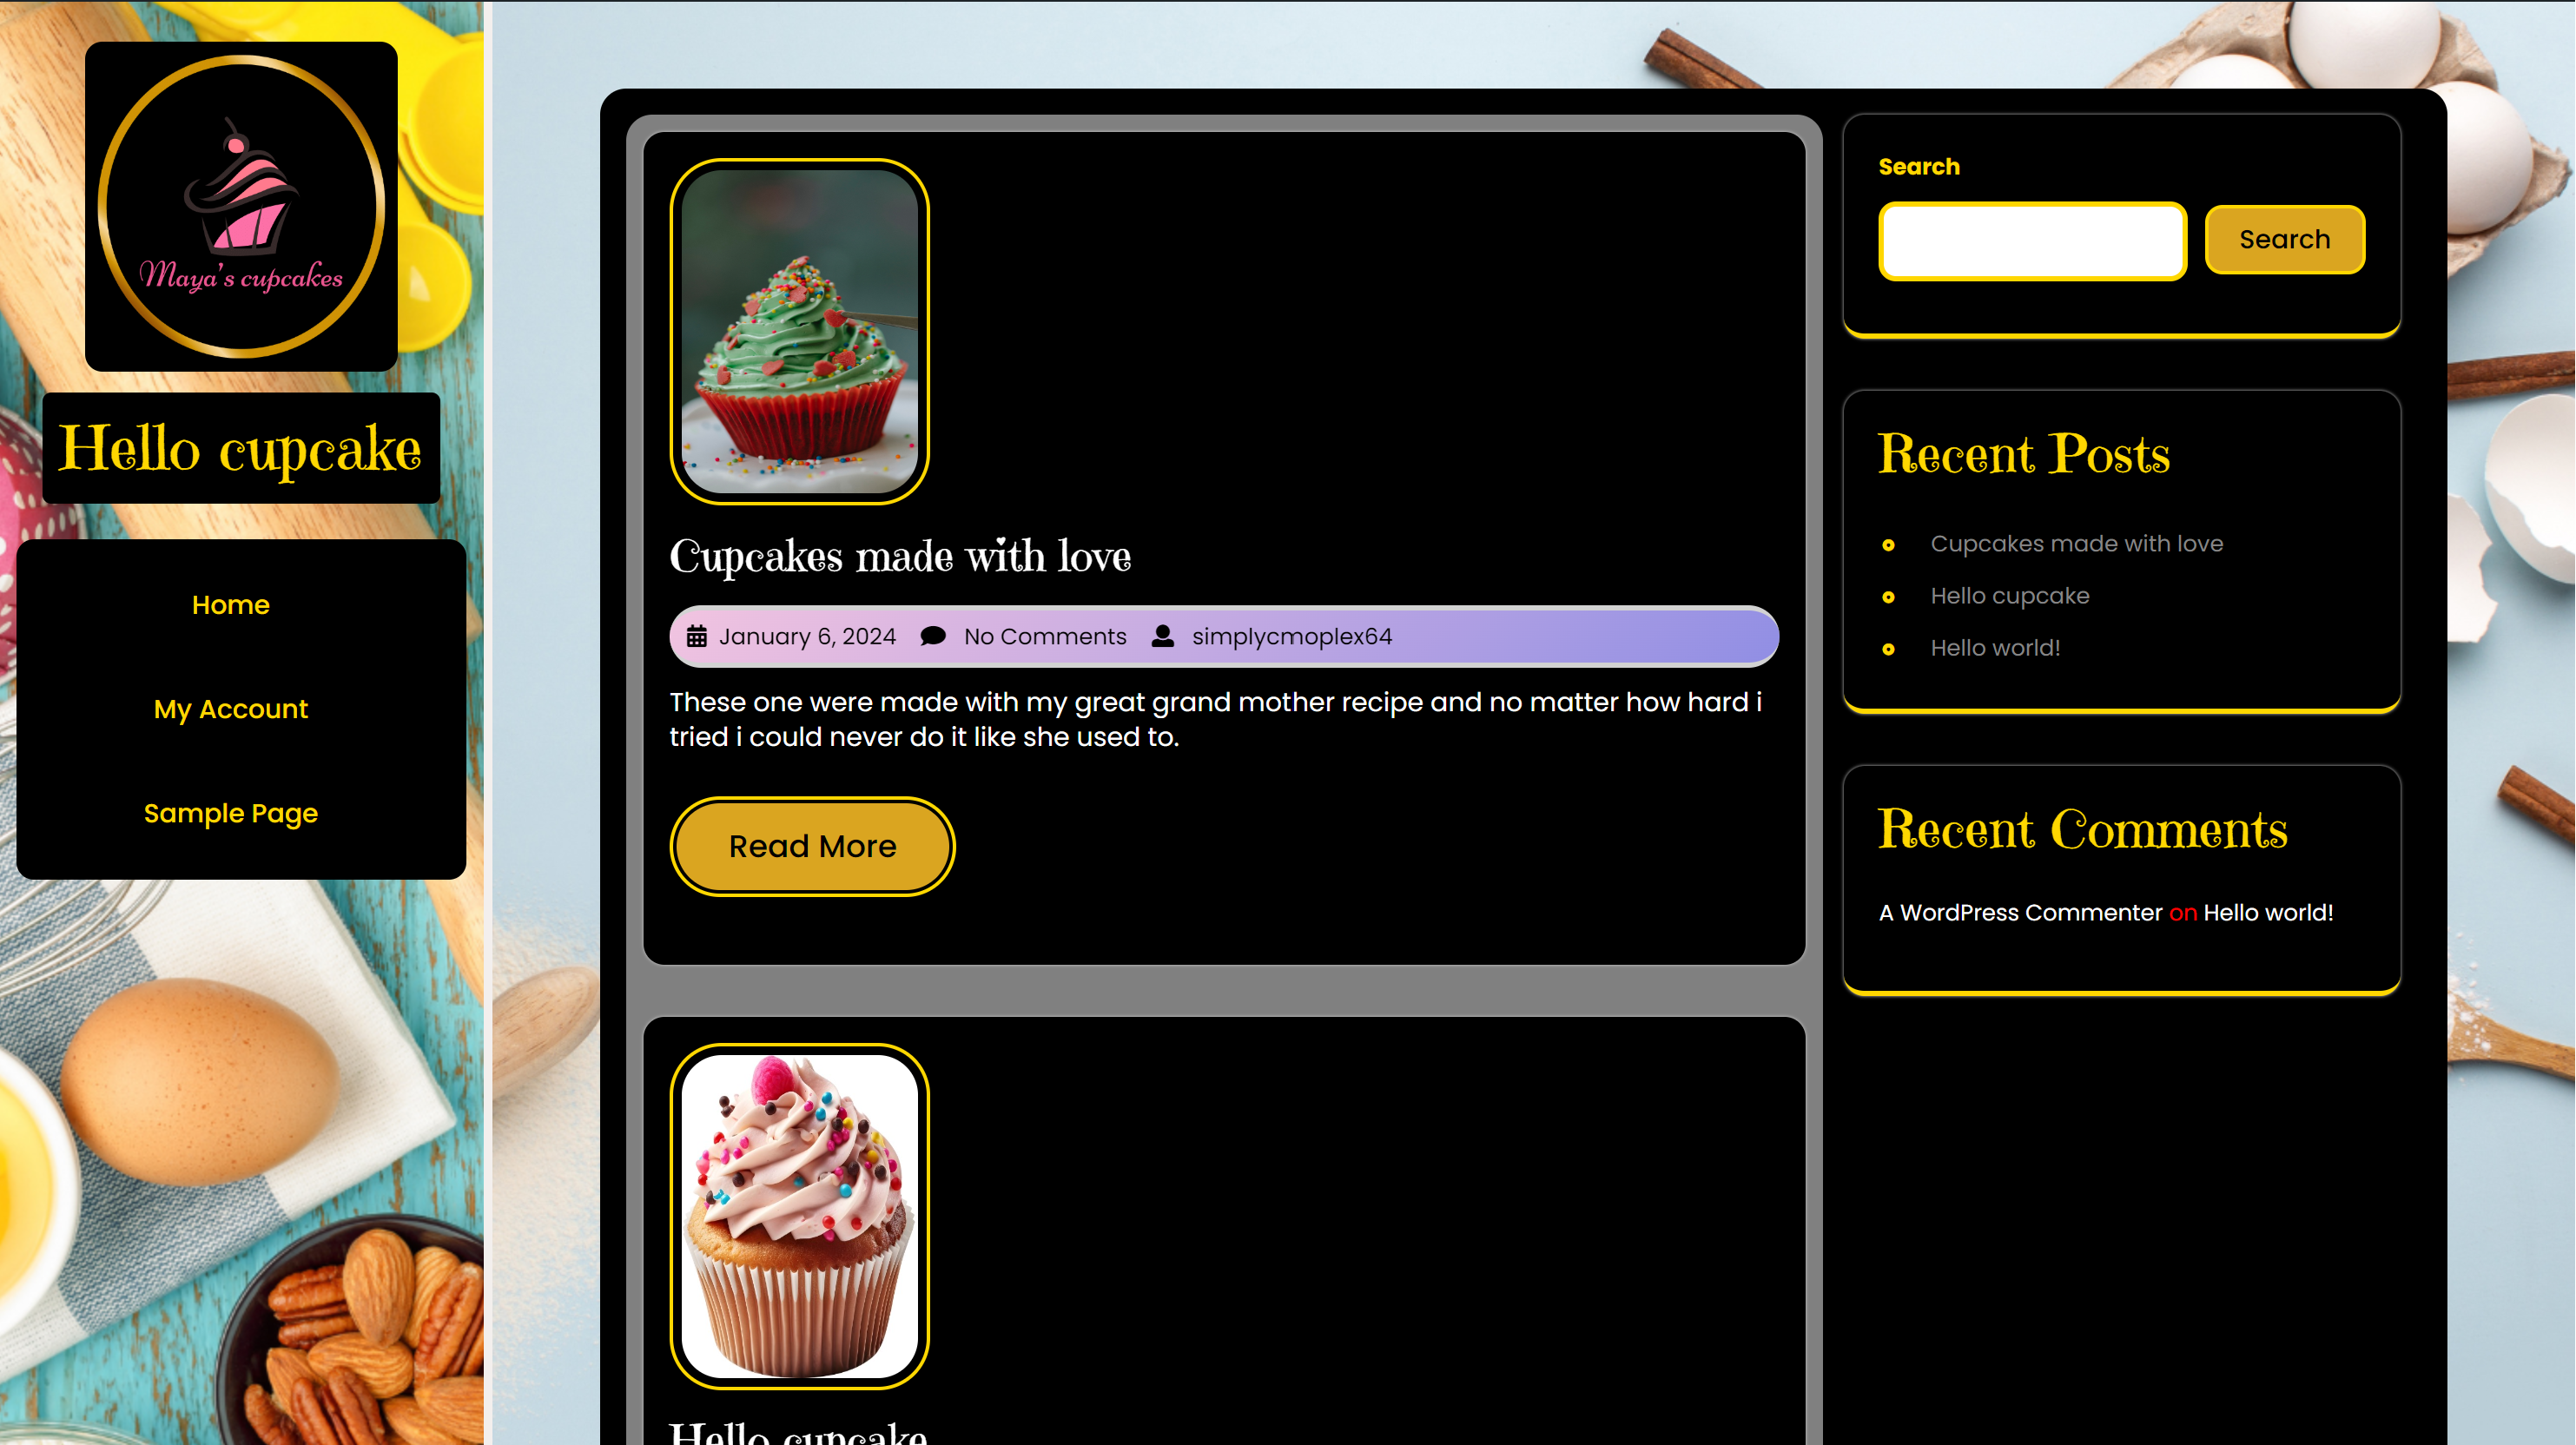 Maya's cupcakes
Hello cupcake
Home
My Account
Sample Page
Cupcakes made with love
January 6, 2024 No Comments simplycmoplex64
These one were made with my great grand mother recipe and no matter how hard i
tried i could never do it like she used to.
Read More
Hello cupcake
Search
Search
Recent Posts
Cupcakes made with love
Hello cupcake
Hello world!
Recent Comments
A WordPress Commenter on Hello world!